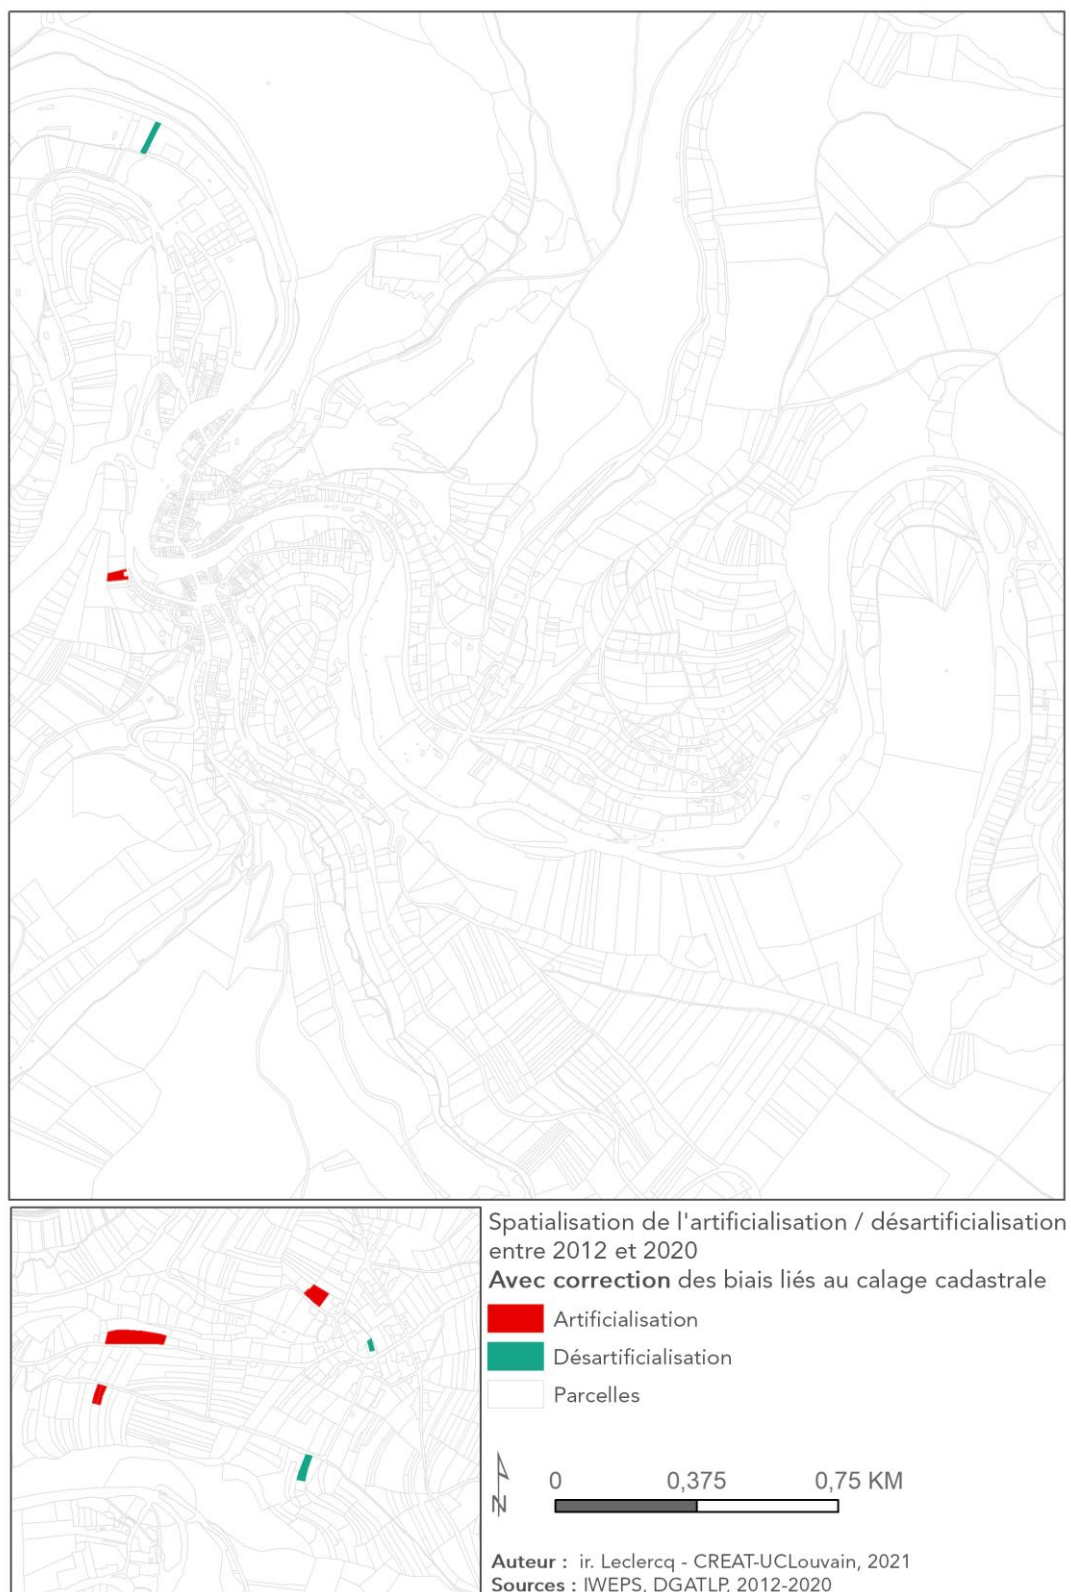 Spatialisation de l'artificialisation / désartificialisation
entre 2012 et 2020
Avec correction des biais liés au calage cadastrale
Artificialisation
Désartificialisation
Parcelles
N
0 0,375 0,75 KM
Auteur : ir. Leclercq - CREAT-UCLouvain, 2021
Sources : IWEPS, DGATLP, 2012-2020